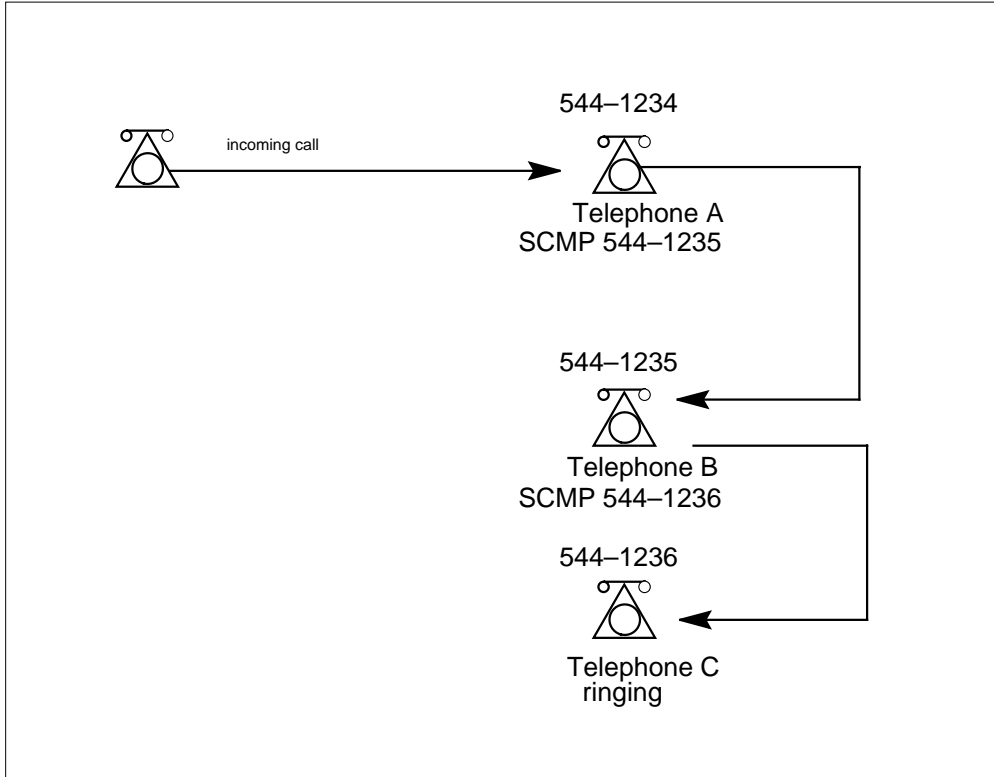 544–1234
incoming call
Telephone A
SCMP 544–1235
544–1235
Telephone B
SCMP 544–1236
544–1236
Telephone C
ringing